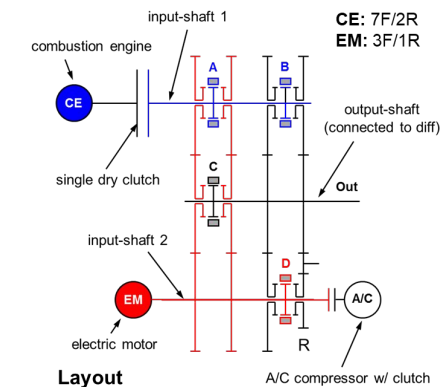 input-shaft 1
CE: 7F/2R
EM: 3F/1R
combustion engine
A
B
CE
output-shaft
(connected to diff)
single dry clutch
C
Out
input-shaft 2
D
EM
A/C
electric motor
R
Layout
A/C compressor w/ clutch